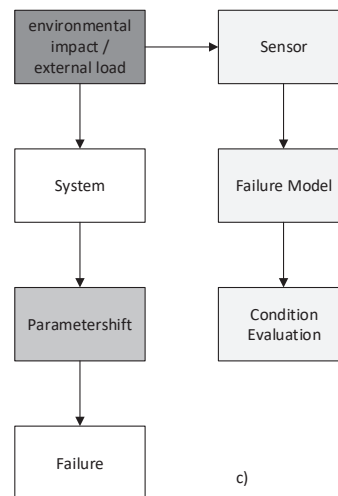 environmental
impact /
external load
Sensor
System
Failure Model
Parametershift
Condition
Evaluation
Failure
c)